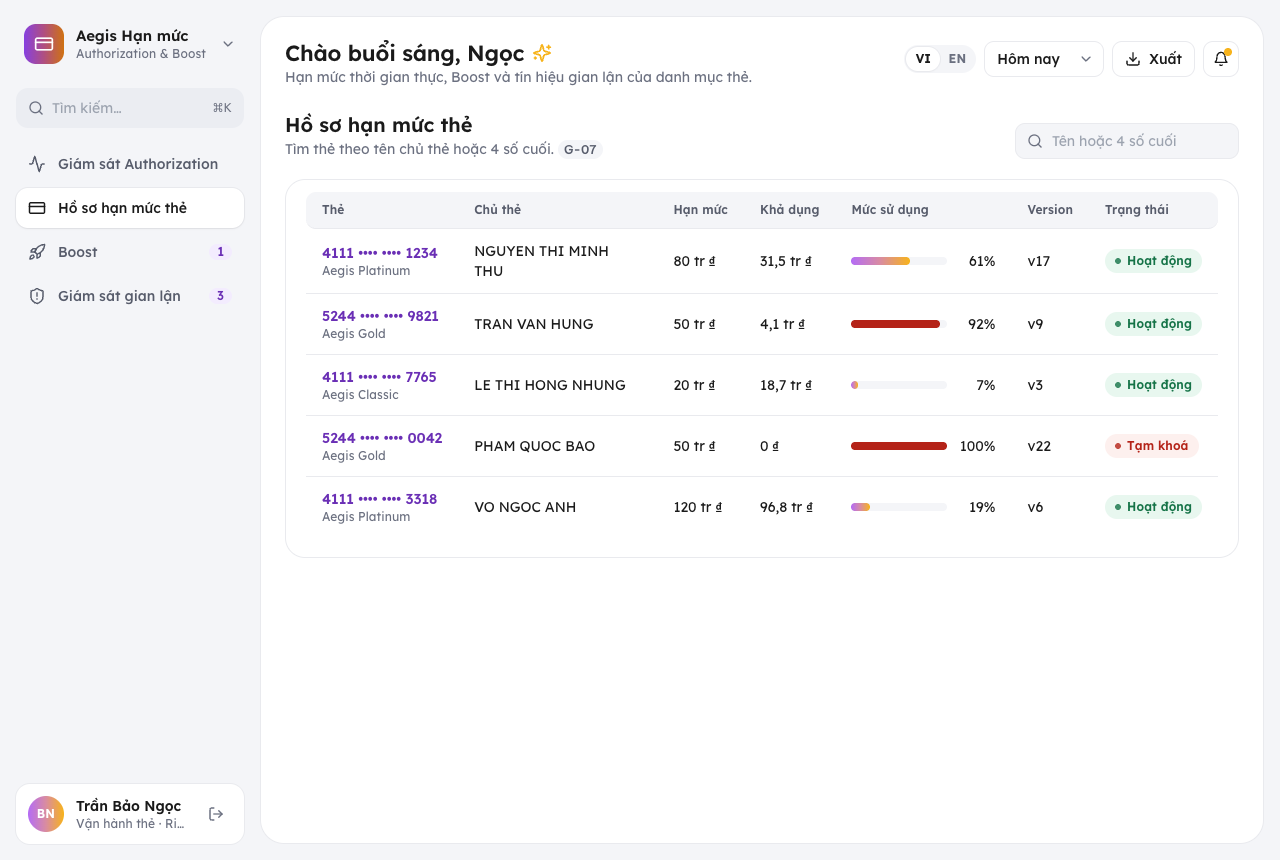 Aegis Hạn mức
Authorization & Boost
Tìm kiếm...
⌘K
Giám sát Authorization
Hồ sơ hạn mức thẻ
Boost 1
Giám sát gian lận 3
BN
Trần Bảo Ngọc
Vận hành thẻ · Ri...
Chào buổi sáng, Ngọc
Hạn mức thời gian thực, Boost và tín hiệu gian lận của danh mục thẻ.
VI EN
Hôm nay
Xuất
Hồ sơ hạn mức thẻ
Tìm thẻ theo tên chủ thẻ hoặc 4 số cuối. G-07
Tên hoặc 4 số cuối
Thẻ Chủ thẻ Hạn mức Khả dụng Mức sử dụng Version Trạng thái
4111 •••• •••• 1234
Aegis Platinum
NGUYEN THI MINH
THU
80 tr ₫ 31,5 tr ₫ 61% v17 Hoạt động
5244 •••• •••• 9821
Aegis Gold
TRAN VAN HUNG 50 tr ₫ 4,1 tr ₫ 92% v9 Hoạt động
4111 •••• •••• 7765
Aegis Classic
LE THI HONG NHUNG 20 tr ₫ 18,7 tr ₫ 7% v3 Hoạt động
5244 •••• •••• 0042
Aegis Gold
PHAM QUOC BAO 50 tr ₫ 0 ₫ 100% v22 Tạm khoá
4111 •••• •••• 3318
Aegis Platinum
VO NGOC ANH 120 tr ₫ 96,8 tr ₫ 19% v6 Hoạt động